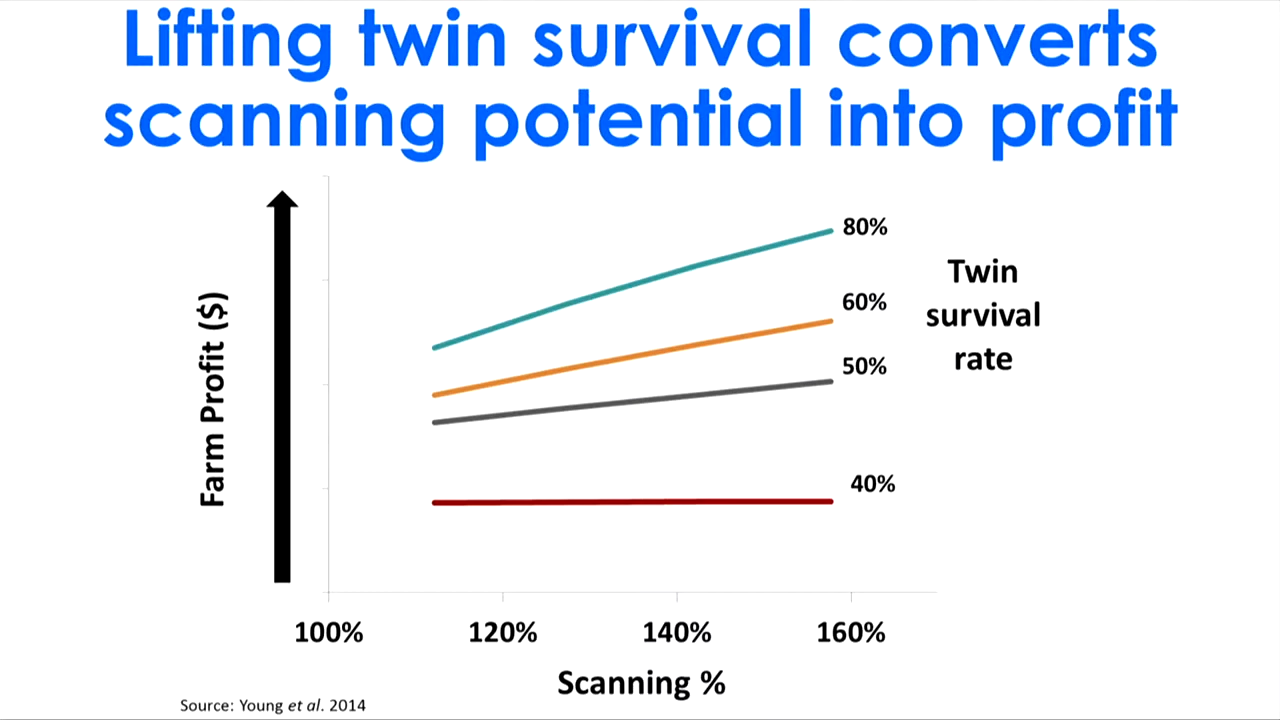 Lifting twin survival converts
scanning potential into profit
Farm Profit ($)
80%
60%
50%
40%
Twin
survival
rate
100% 120% 140% 160%
Scanning %
Source: Young et al. 2014